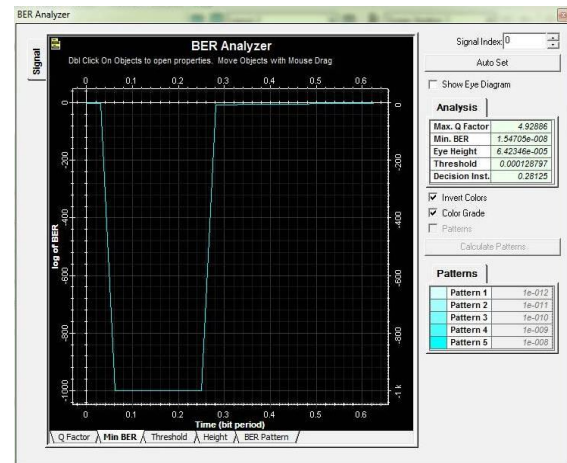 BER Analyzer
Signal
BER Analyzer
Dbl Click On Objects to open properties. Move Objects with Mouse Drag
0 0.1 0.2 0.3 0.4 0.5 0.6
log of BER
0 -200 -400 -600 -800 -1000
0 -200 -400 -600 -800 -1 k
0 0.1 0.2 0.3 0.4 0.5 0.6
Time (bit period)
Q Factor Min BER Threshold Height BER Pattern
Signal Index: 0
Auto Set
Show Eye Diagram
Analysis
Max. Q Factor 4.92886
Min. BER 1.54705e-008
Eye Height 6.42346e-005
Threshold 0.000128797
Decision Inst. 0.28125
Invert Colors
Color Grade
Patterns
Calculate Patterns
Patterns
Pattern 1 1e-012
Pattern 2 1e-011
Pattern 3 1e-010
Pattern 4 1e-009
Pattern 5 1e-008